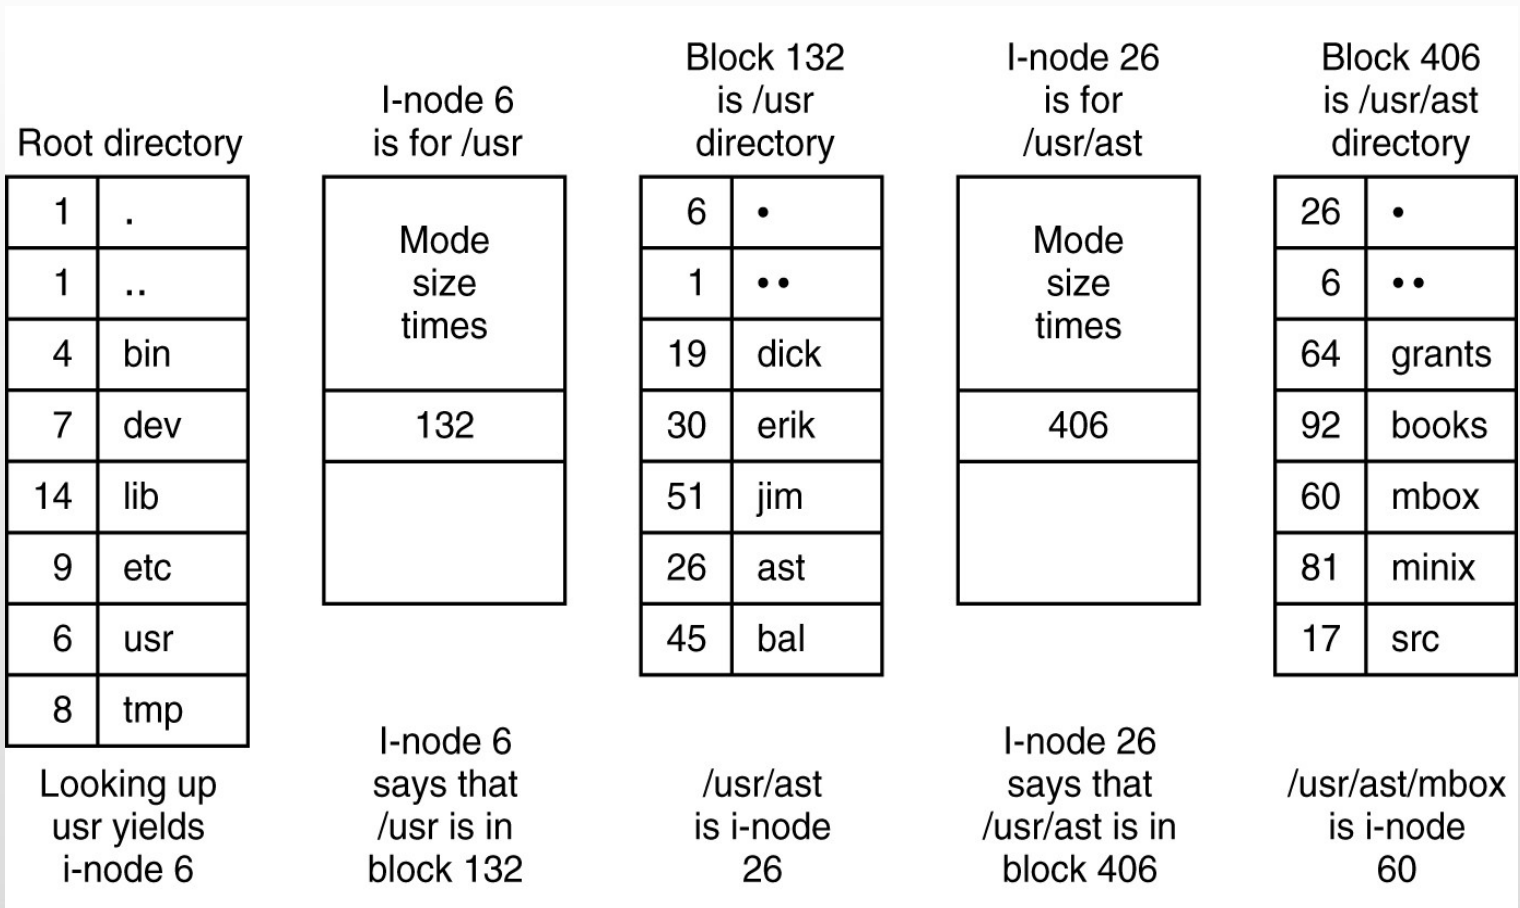 Root directory
1 .
1 ..
4 bin
7 dev
14 lib
9 etc
6 usr
8 tmp
Looking up
usr yields
i-node 6
I-node 6
is for /usr
Mode
size
times
132
I-node 6
says that
/usr is in
block 132
Block 132
is /usr
directory
6 •
1 ••
19 dick
30 erik
51 jim
26 ast
45 bal
/usr/ast
is i-node
26
I-node 26
is for
/usr/ast
Mode
size
times
406
I-node 26
says that
/usr/ast is in
block 406
Block 406
is /usr/ast
directory
26 •
6 ••
64 grants
92 books
60 mbox
81 minix
17 src
/usr/ast/mbox
is i-node
60